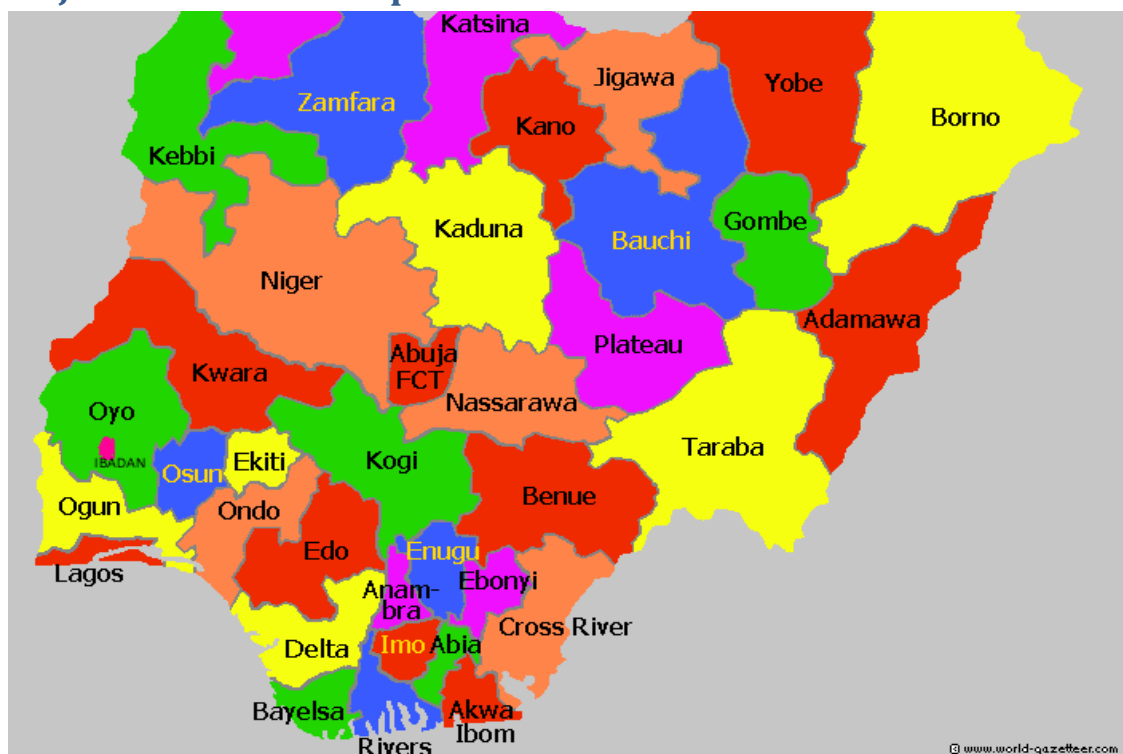 Katsina
Jigawa
Yobe
Zamfara
Kano
Borno
Kebbi
Kaduna
Gombe
Bauchi
Niger
Adamawa
Plateau
Abuja
FCT
Kwara
Nassarawa
Oyo
Taraba
IBADAN
Osun
Ekiti
Kogi
Benue
Ogun
Ondo
Edo
Enugu
Lagos
Ebonyi
Anam-
bra
Cross River
Delta
Imo
Abia
Bayelsa
Akwa
Ibom
Rivers
© www.world-gazetteer.com